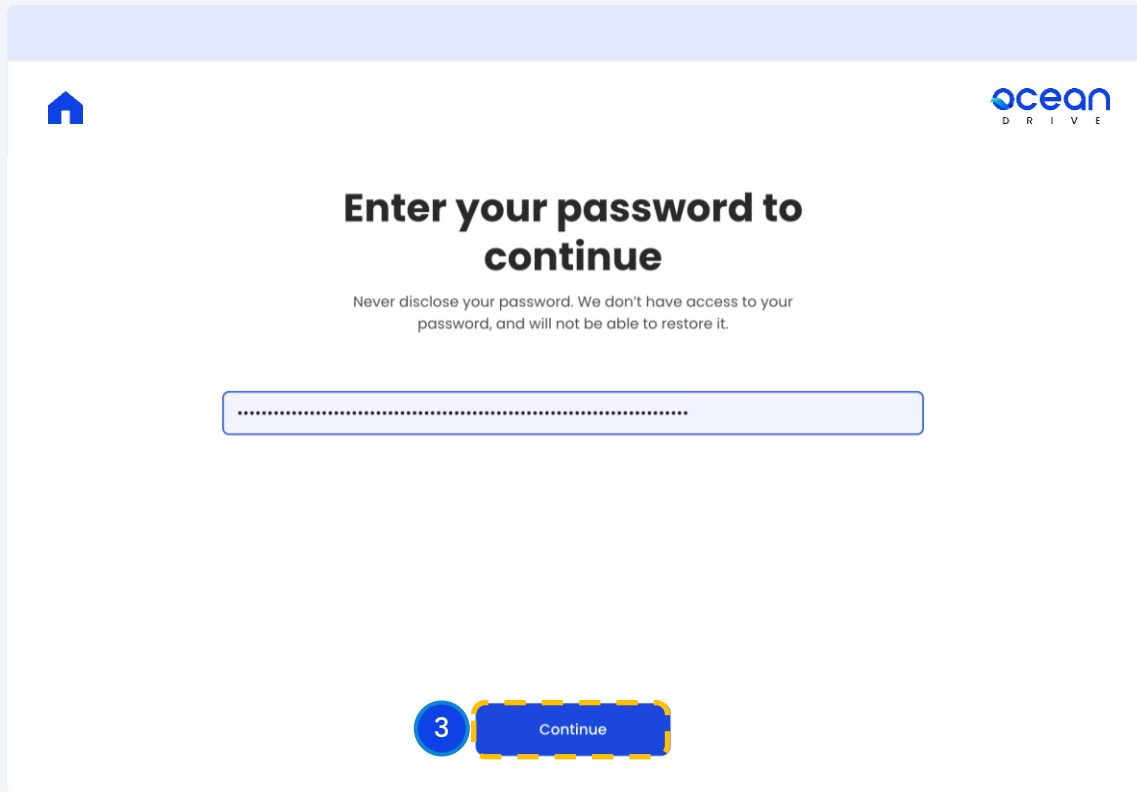 ocean
DRIVE
Enter your password to
continue
Never disclose your password. We don't have access to your
password, and will not be able to restore it.
3
Continue